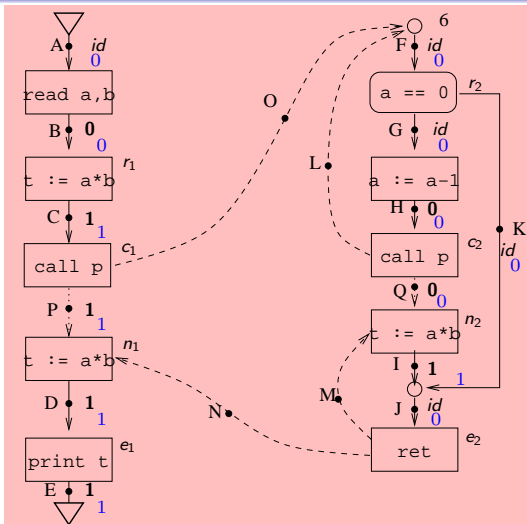 A id
0
read a,b
B 0
0
r1
t := a*b
C 1
1
c1
call p
P 1
1
n1
t := a*b
D 1
1
e1
print t
E 1
1
O
L
N
M
6
F id
0
r2
a == 0
G id
0
a := a-1
H 0
0
K
id
0
c2
call p
Q 0
0
n2
t := a*b
I 1
1
J id
0
e2
ret